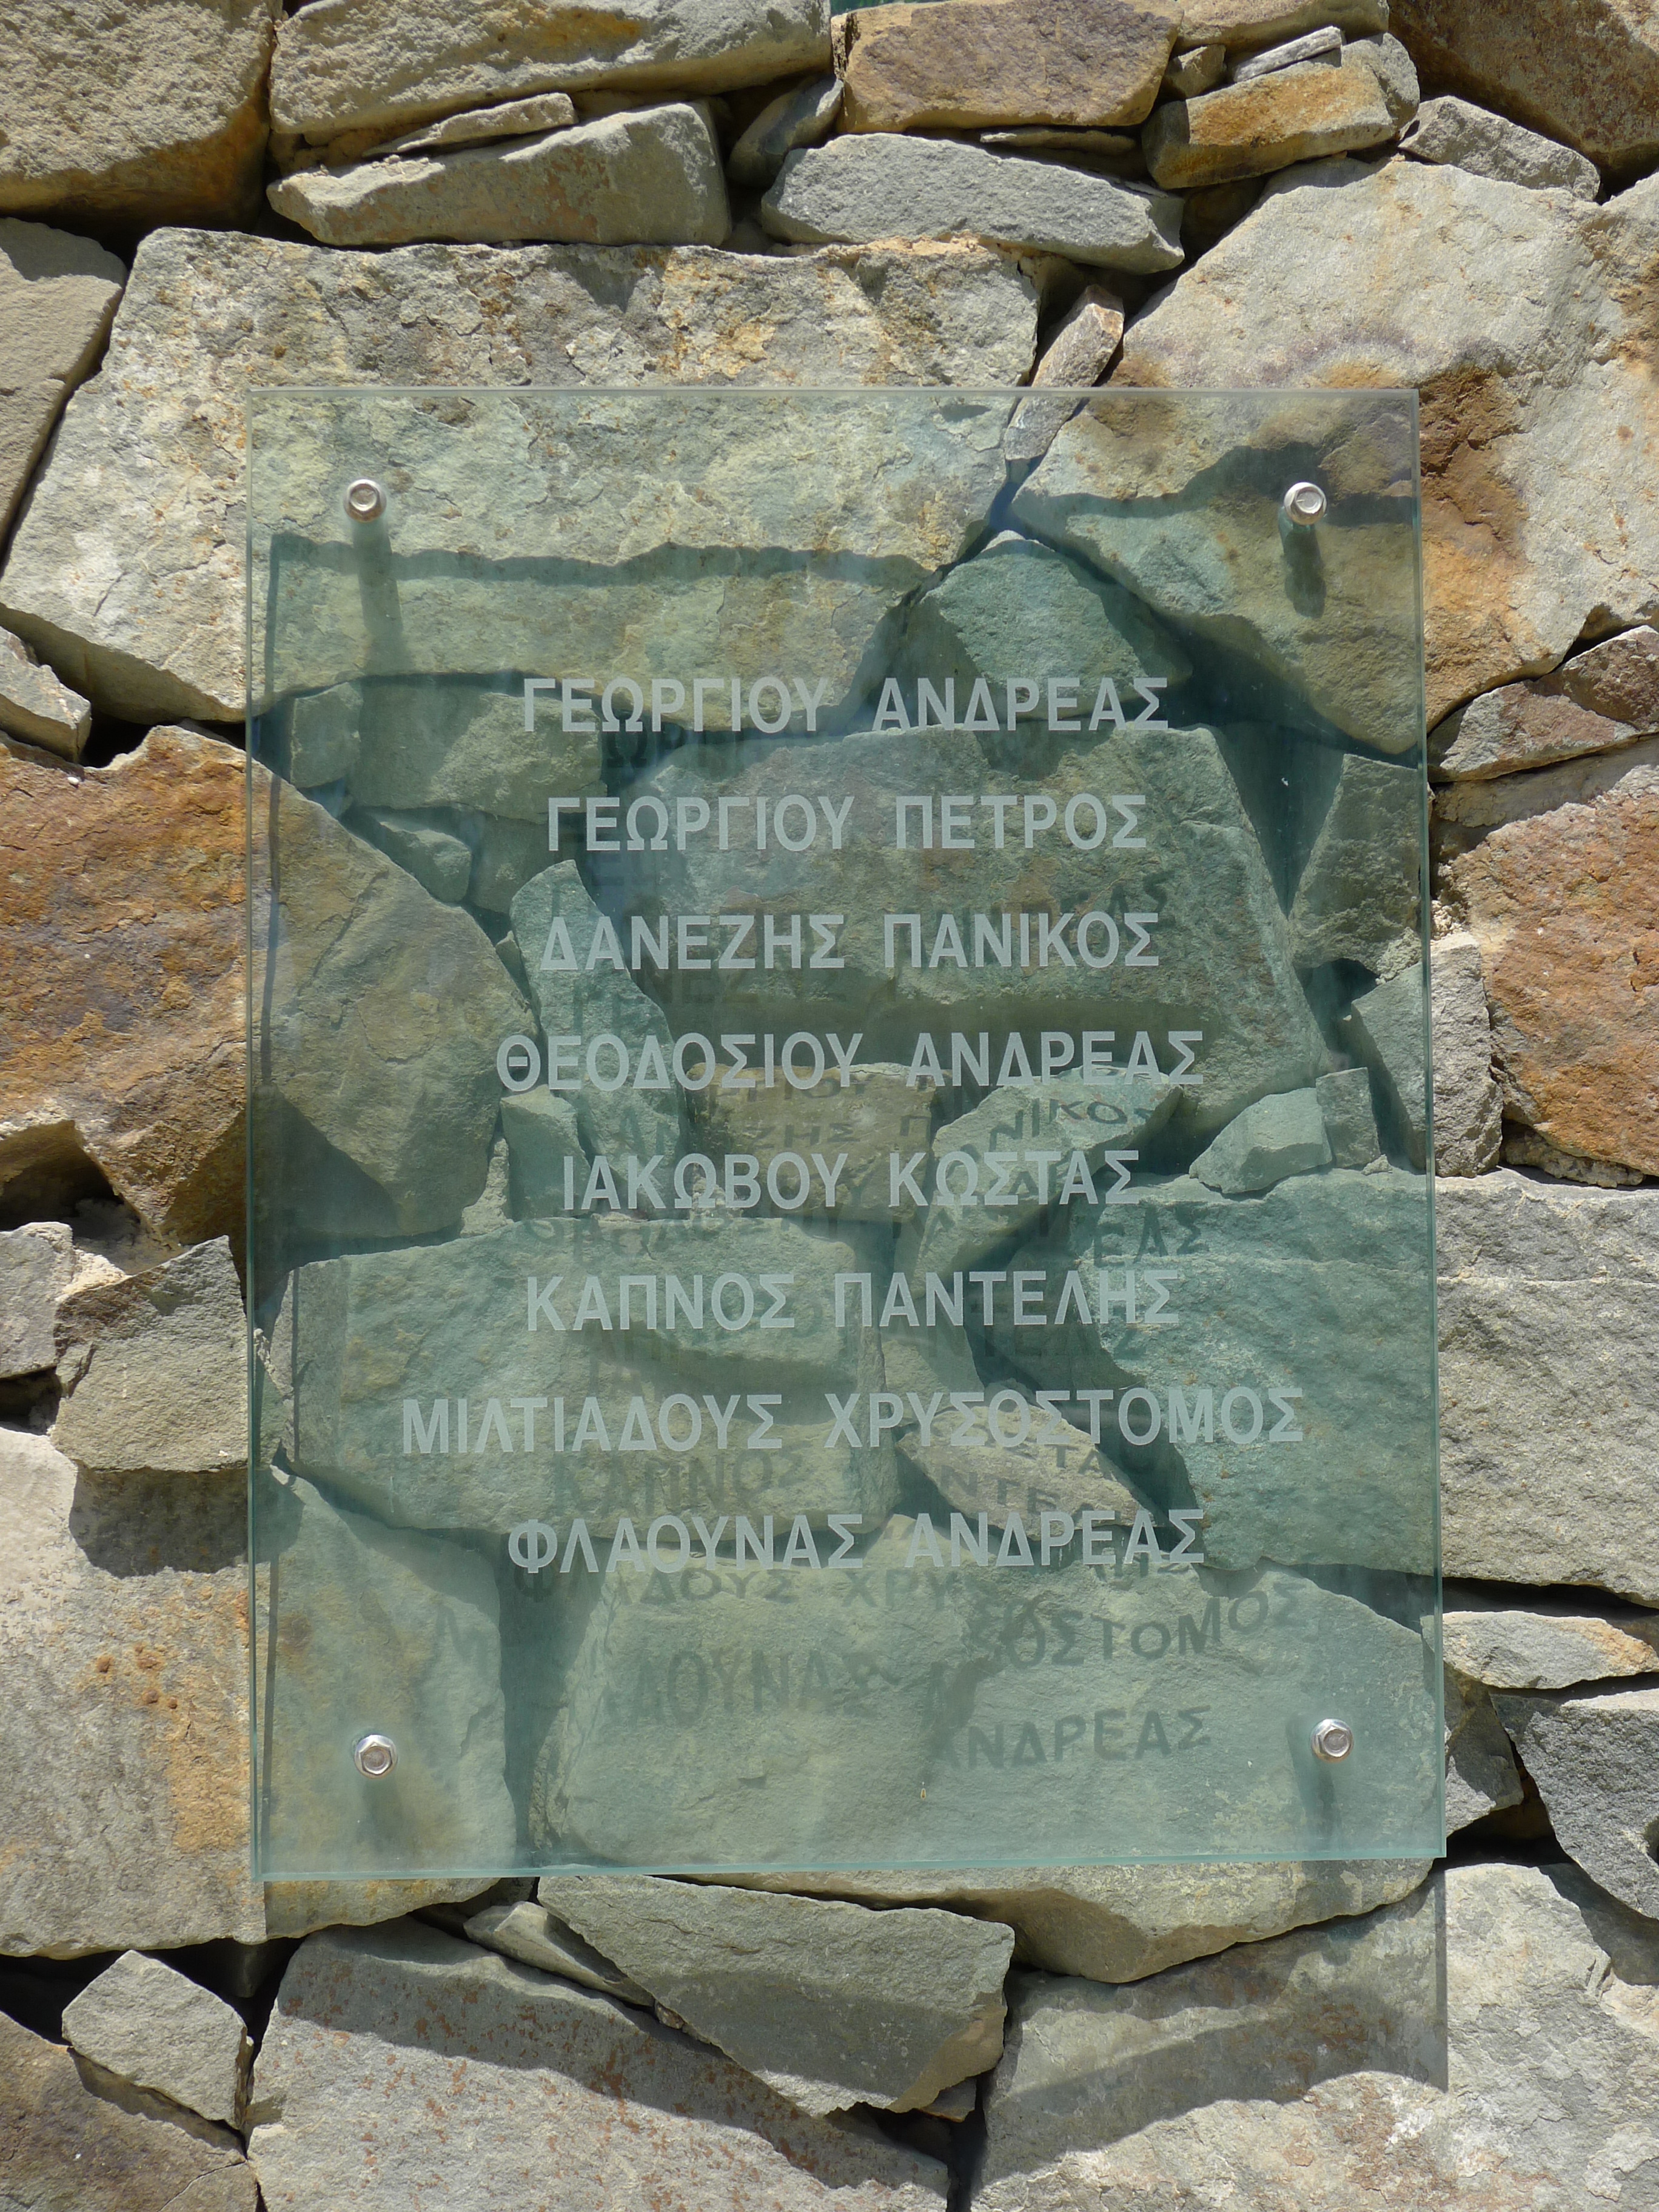 ΓΕΩΡΓΙΟΥ ΑΝΔΡΕΑΣ
ΓΕΩΡΓΙΟΥ ΠΕΤΡΟΣ
ΔΑΝΕΖΗΣ ΠΑΝΙΚΟΣ
ΘΕΟΔΟΣΙΟΥ ΑΝΔΡΕΑΣ
ΙΑΚΩΒΟΥ ΚΩΣΤΑΣ
ΚΑΠΝΟΣ ΠΑΝΤΕΛΗΣ
ΜΙΛΤΙΑΔΟΥΣ ΧΡΥΣΟΣΤΟΜΟΣ
ΦΛΑΟΥΝΑΣ ΑΝΔΡΕΑΣ